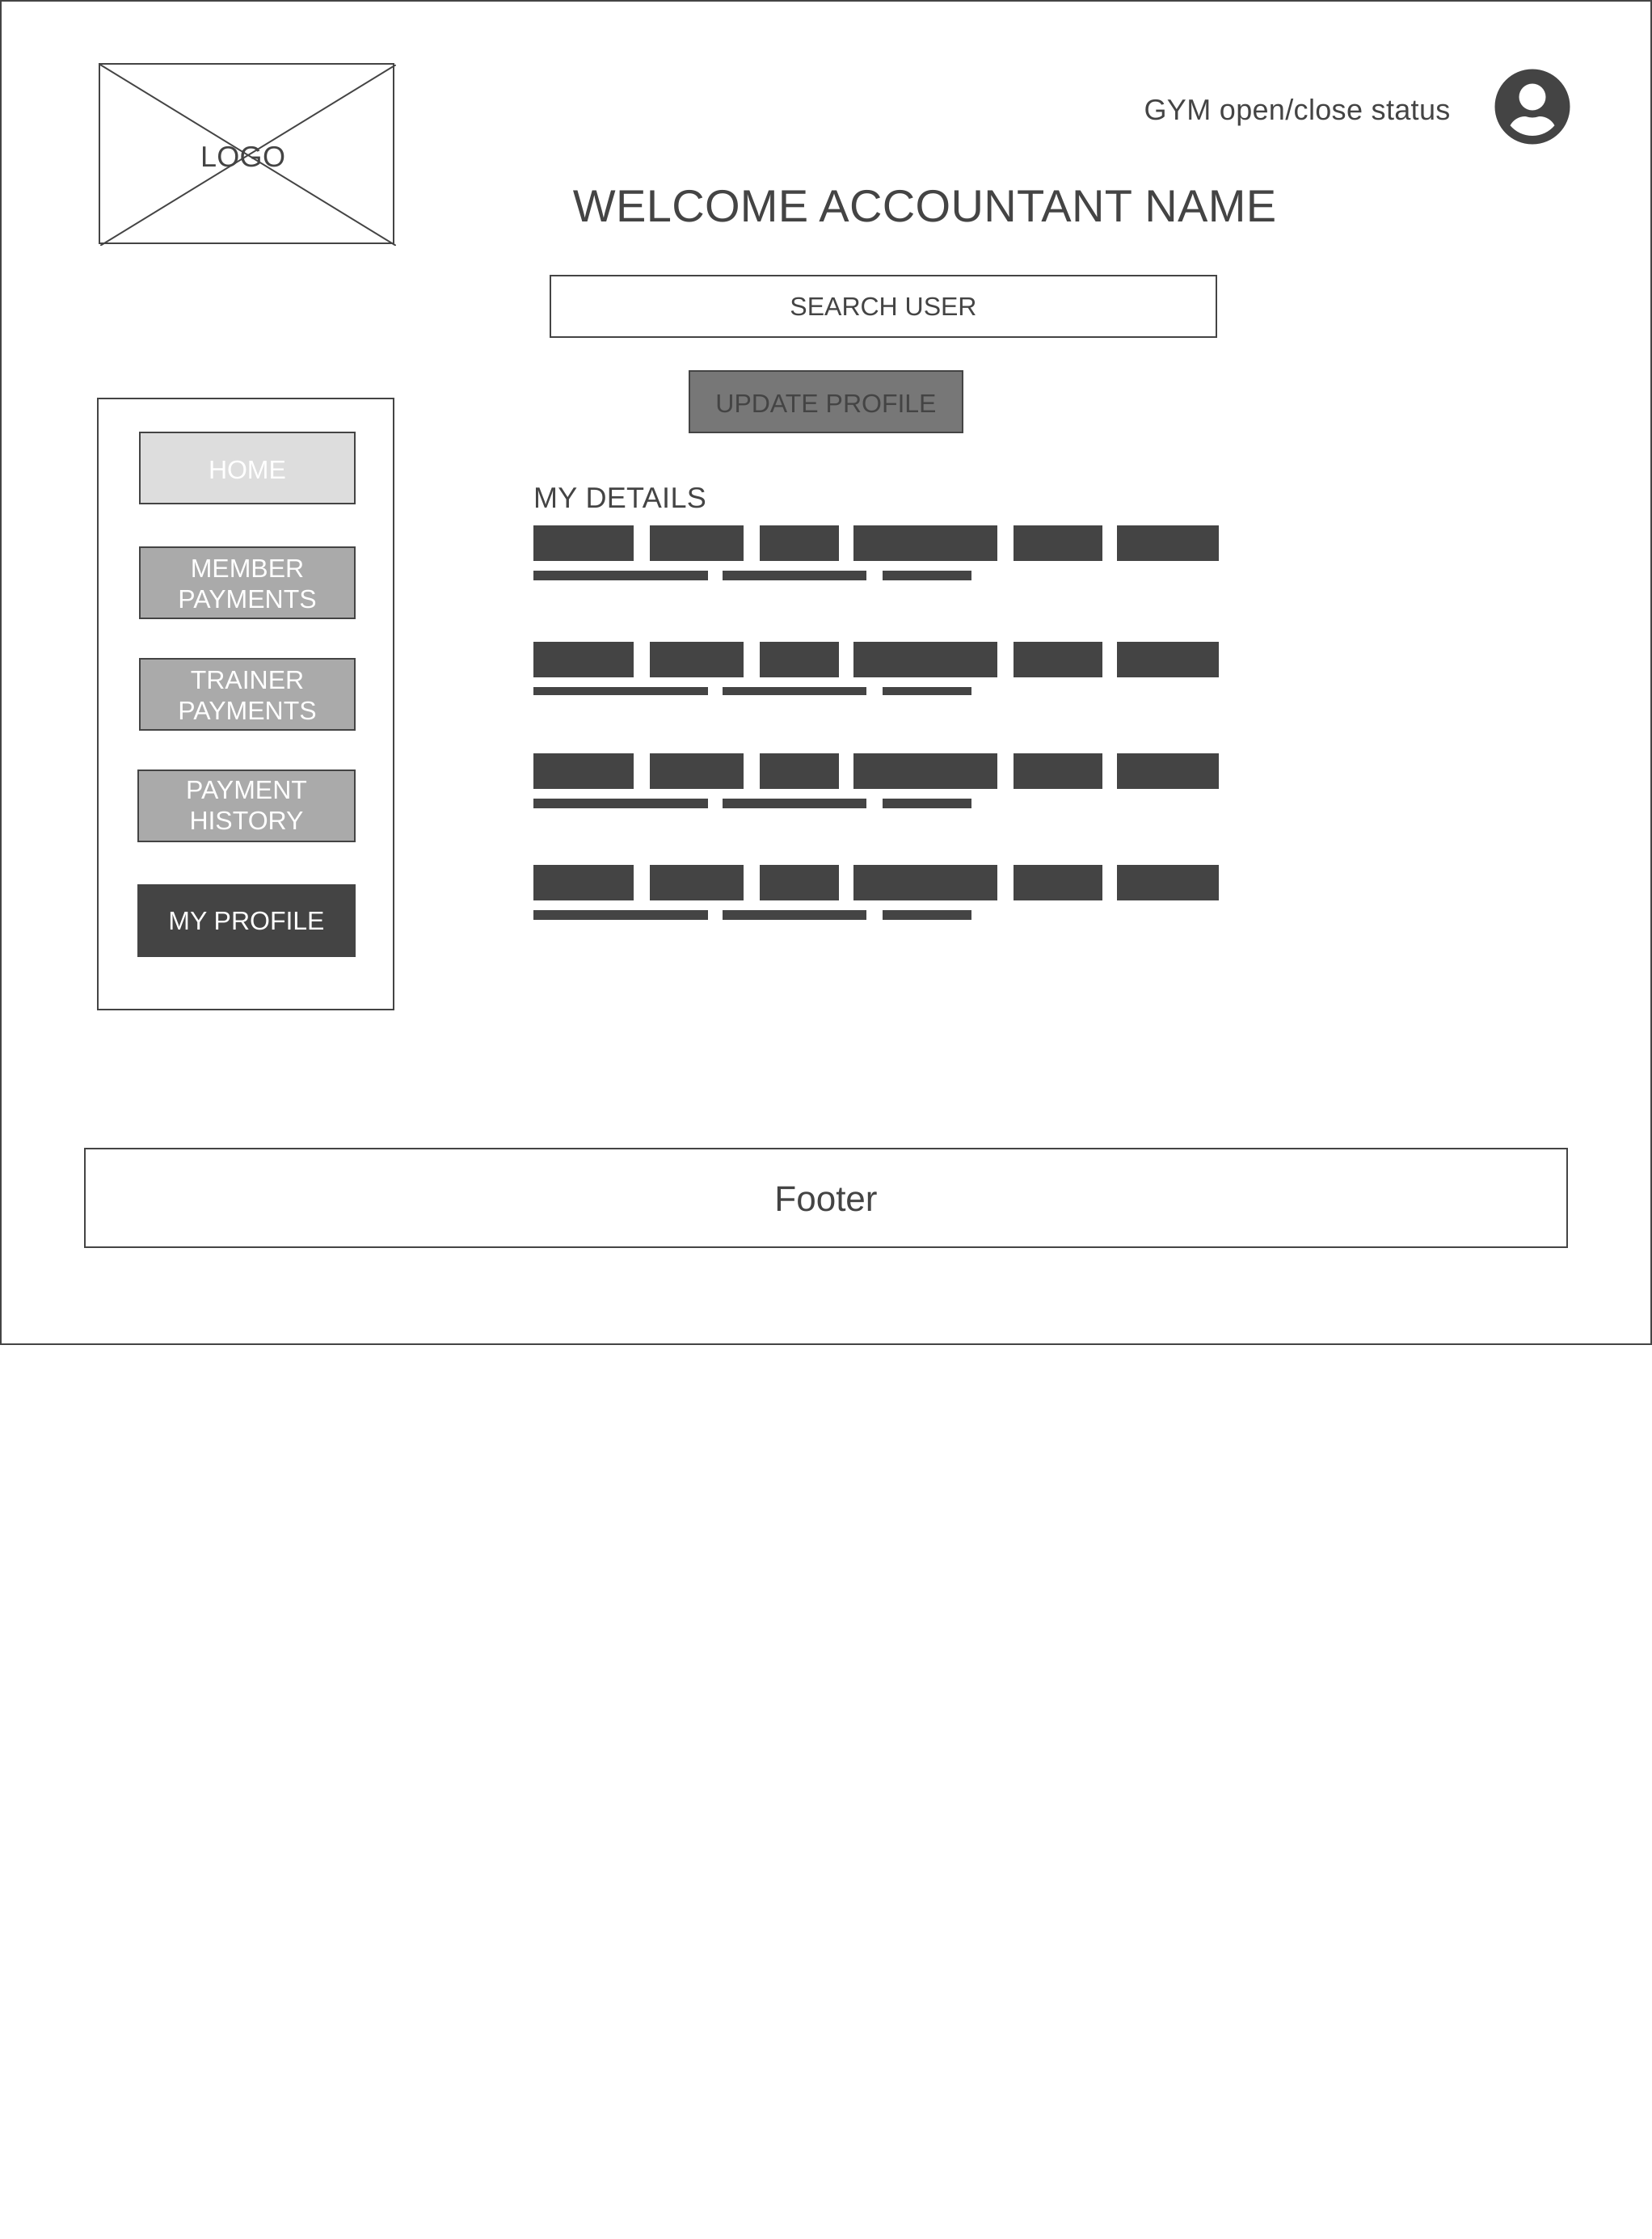 LOGO
GYM open/close status
WELCOME ACCOUNTANT NAME
SEARCH USER
UPDATE PROFILE
HOME
MEMBER
PAYMENTS
TRAINER
PAYMENTS
PAYMENT
HISTORY
MY PROFILE
MY DETAILS
Footer